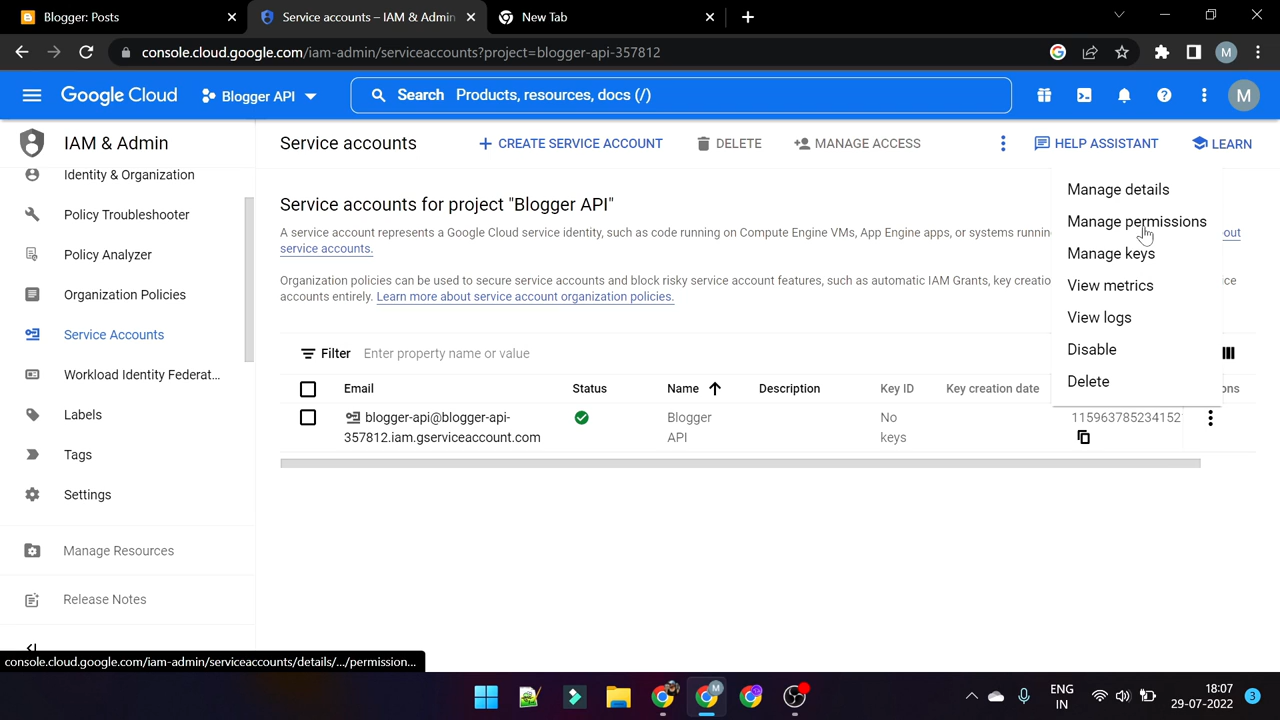 Blogger: Posts
Service accounts – IAM & Admin
New Tab
console.cloud.google.com/iam-admin/serviceaccounts?project=blogger-api-357812
M
Google Cloud
Blogger API
Search Products, resources, docs (/)
M
IAM & Admin
Service accounts
CREATE SERVICE ACCOUNT
DELETE
MANAGE ACCESS
HELP ASSISTANT
LEARN
Identity & Organization
Policy Troubleshooter
Policy Analyzer
Organization Policies
Service Accounts
Workload Identity Federat...
Labels
Tags
Settings
Manage Resources
Release Notes
Service accounts for project "Blogger API"
A service account represents a Google Cloud service identity, such as code running on Compute Engine VMs, App Engine apps, or systems runnin
out
service accounts.
Organization policies can be used to secure service accounts and block risky service account features, such as automatic IAM Grants, key creatio
ce
accounts entirely. Learn more about service account organization policies.
Manage details
Manage permissions
Manage keys
View metrics
View logs
Disable
Delete
Filter Enter property name or value
Email
Status
Name
Description
Key ID
Key creation date
ons
blogger-api@blogger-api-
357812.iam.gserviceaccount.com
Blogger
API
No
keys
115963785234152
console.cloud.google.com/iam-admin/serviceaccounts/details/.../permission...
M
ENG
IN
18:07
29-07-2022
3